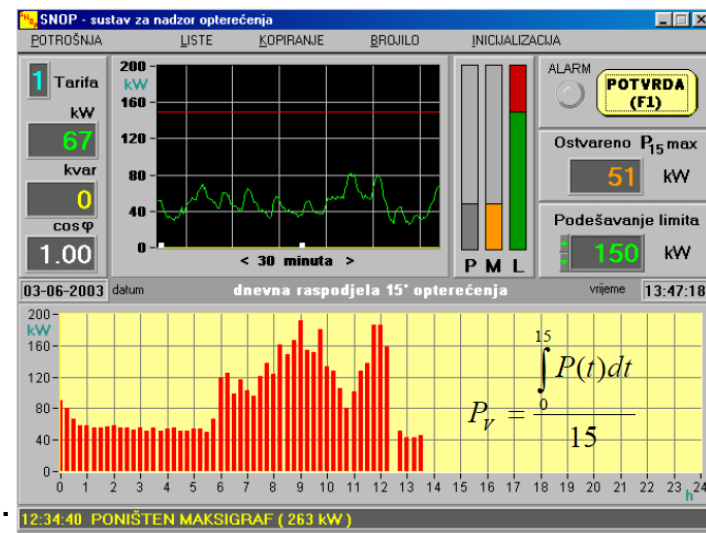 SNOP - sustav za nadzor opterećenja
POTROŠNJA LISTE KOPIRANJE BROJILO INICIJALIZACIJA
1 Tarifa
kW
67
kvar
0
cosφ
1.00
200
kW
160
120
80
40
0
< 30 minuta >
P M L
ALARM
POTVRDA
(F1)
Ostvareno P15 max
51 kW
Podešavanje limita
150 kW
03-06-2003 datum dnevna raspodjela 15' opterećenja vrijeme 13:47:18
200
kW
160
120
80
40
0
0 1 2 3 4 5 6 7 8 9 10 11 12 13 14 15 16 17 18 19 20 21 22 23 h 24
15
∫ P(t)dt
0
Pv = 
15
12:34:40 PONIŠTEN MAKSIGRAF ( 263 kW )